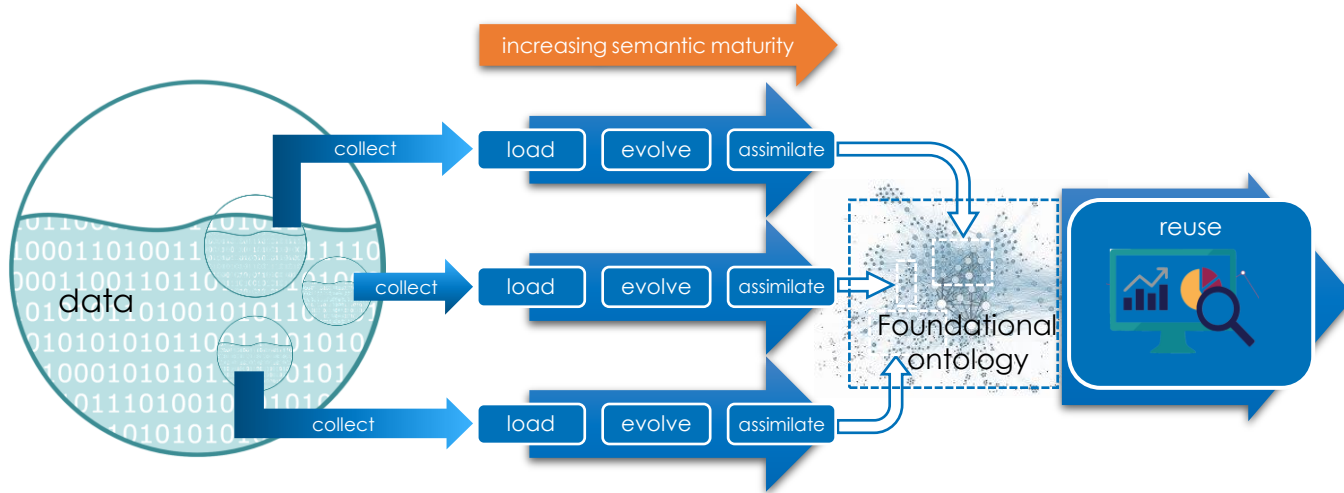 increasing semantic maturity
collect
load
evolve
assimilate
data
collect
load
evolve
assimilate
collect
load
evolve
assimilate
Foundational
ontology
reuse